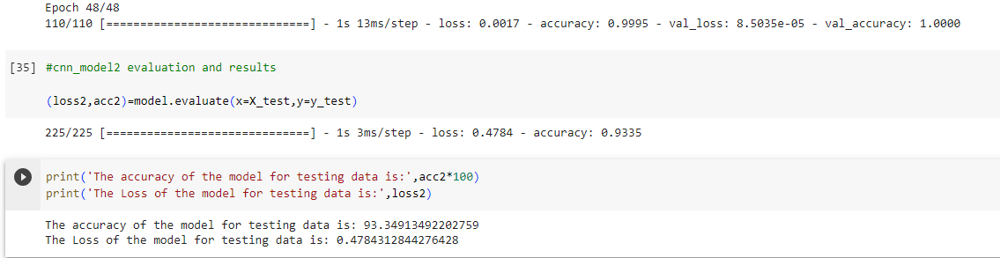 Epoch 48/48
110/110 [==============================] - 1s 13ms/step - loss: 0.0017 - accuracy: 0.9995 - val_loss: 8.5035e-05 - val_accuracy: 1.0000
[35] #cnn_model2 evaluation and results
(loss2,acc2)=model.evaluate(x=X_test,y=y_test)
225/225 [==============================] - 1s 3ms/step - loss: 0.4784 - accuracy: 0.9335
print('The accuracy of the model for testing data is:',acc2*100)
print('The Loss of the model for testing data is:',loss2)
The accuracy of the model for testing data is: 93.34913492202759
The Loss of the model for testing data is: 0.4784312844276428